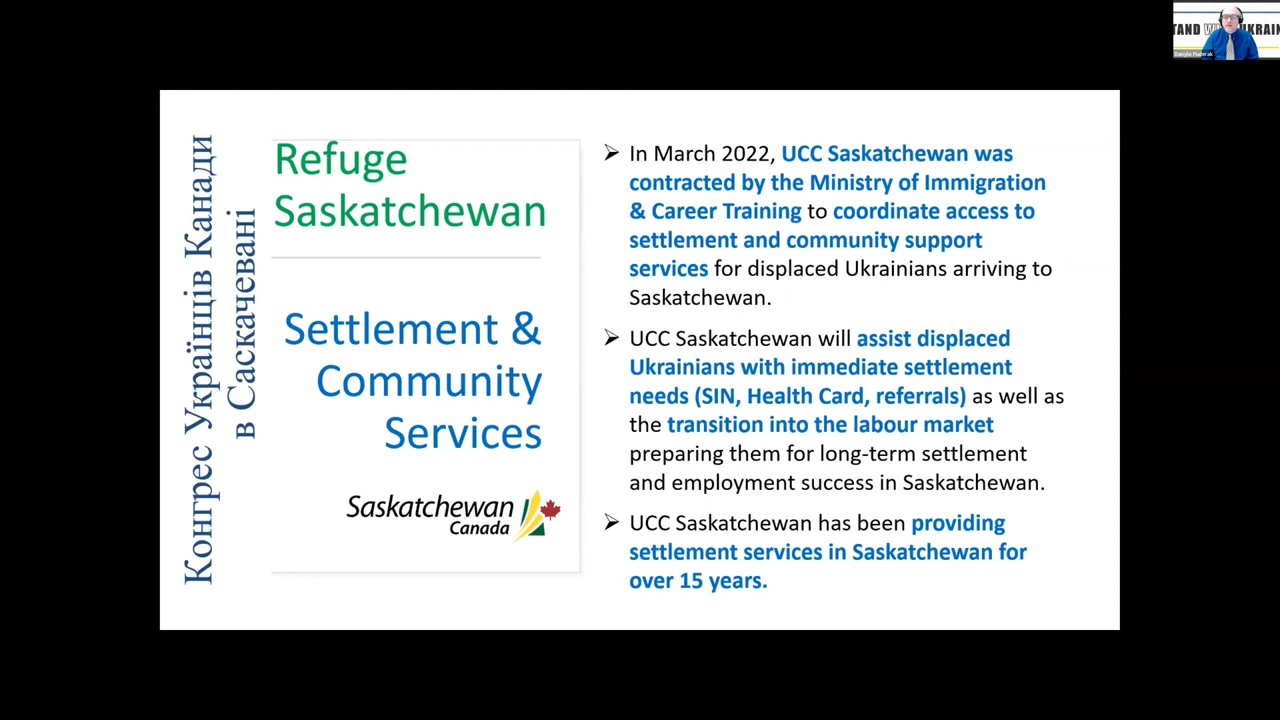 TAND W UKRAIN
Конгрес Українців Канади
в Саскачевані
Refuge
Saskatchewan
Settlement &
Community
Services
Saskatchewan
Canada
➢ In March 2022, UCC Saskatchewan was
contracted by the Ministry of Immigration
& Career Training to coordinate access to
settlement and community support
services for displaced Ukrainians arriving to
Saskatchewan.
➢ UCC Saskatchewan will assist displaced
Ukrainians with immediate settlement
needs (SIN, Health Card, referrals) as well as
the transition into the labour market
preparing them for long-term settlement
and employment success in Saskatchewan.
➢ UCC Saskatchewan has been providing
settlement services in Saskatchewan for
over 15 years.